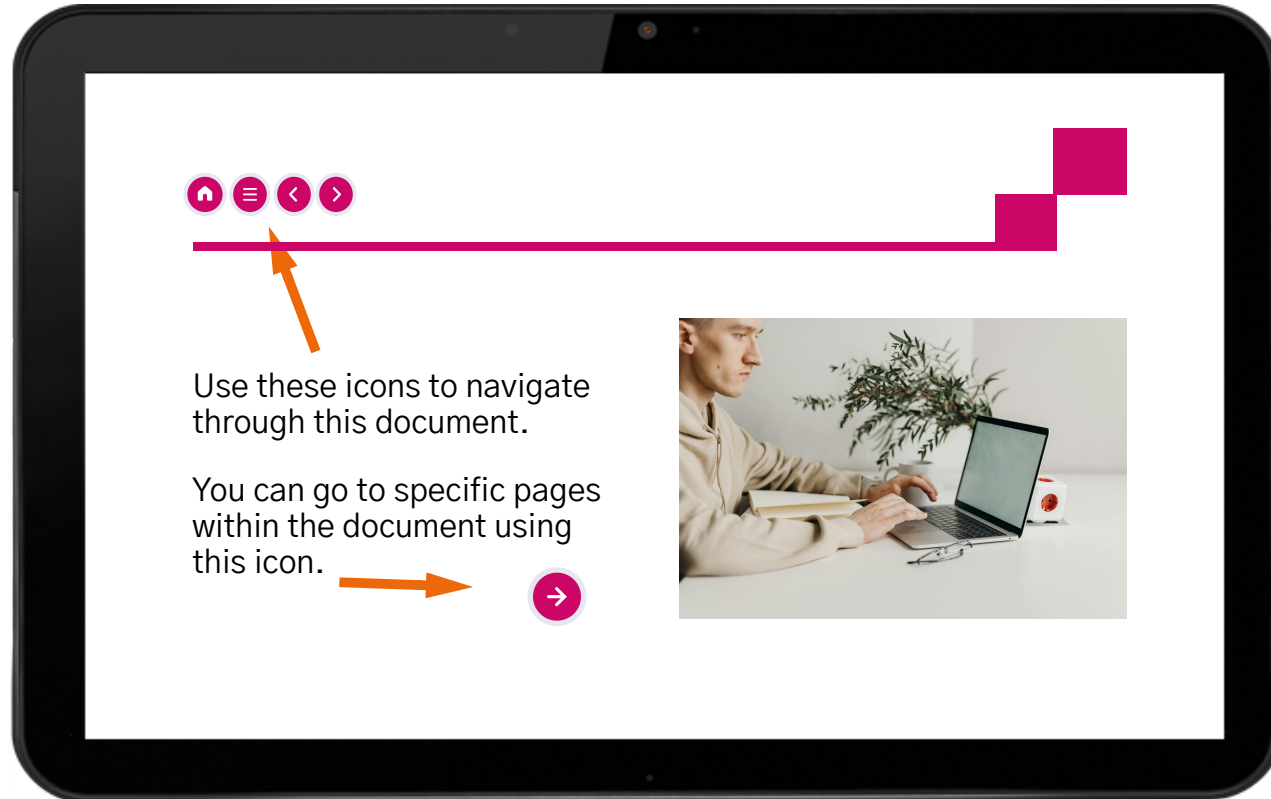 Use these icons to navigate
through this document.
You can go to specific pages
within the document using
this icon.